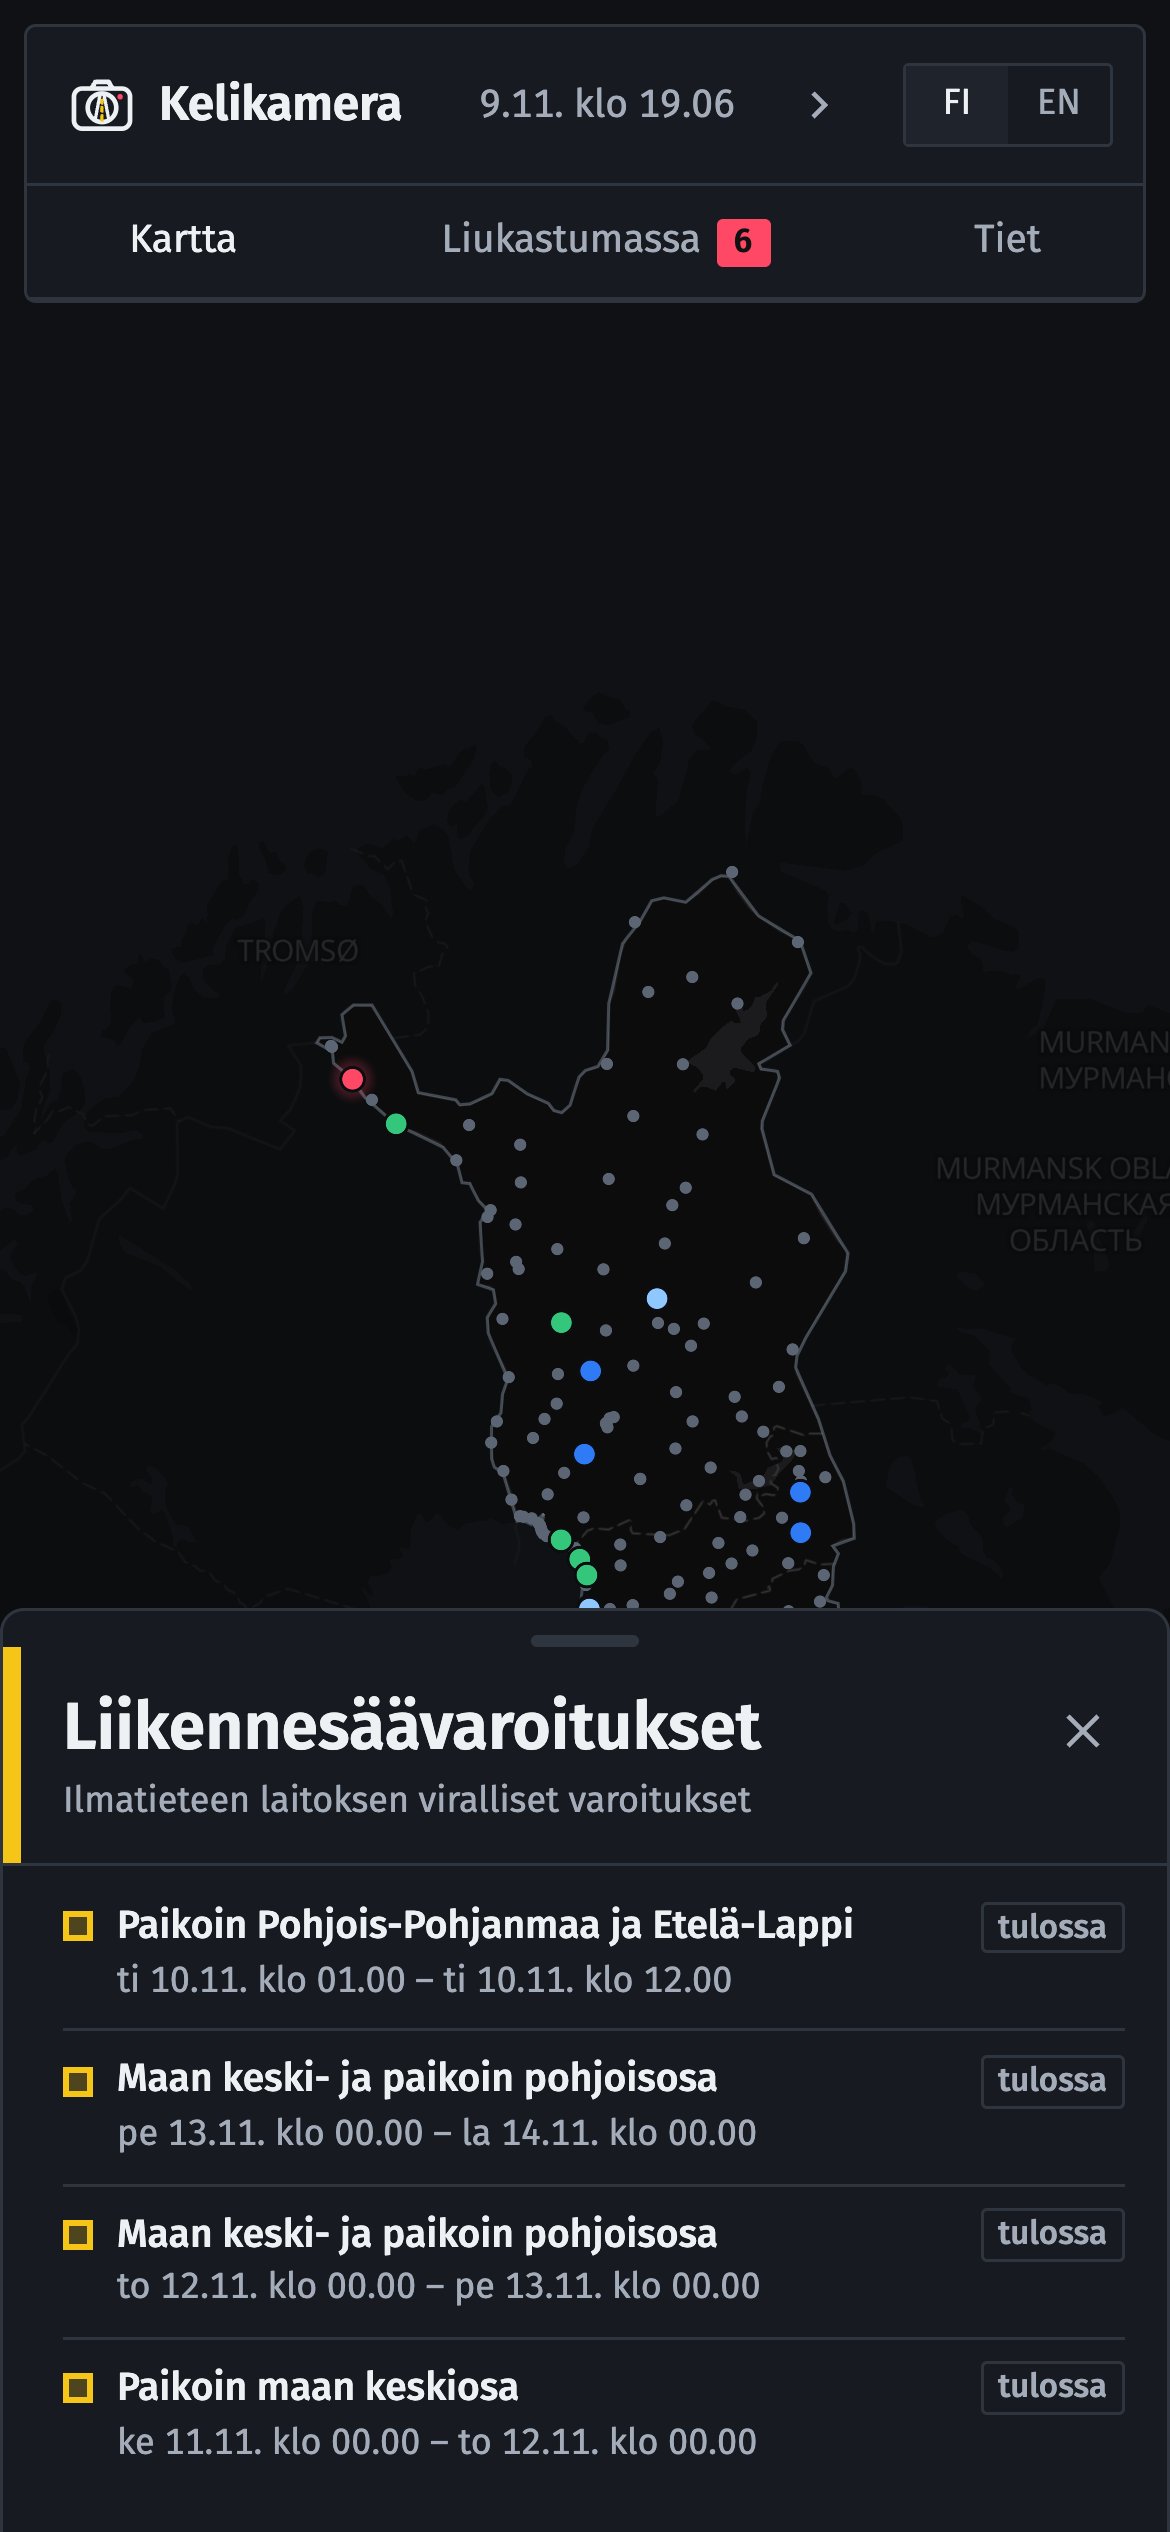 Kelikamera
9.11. klo 19.06
FI
EN
Kartta
Liukastumassa 6
Tiet
TROMSØ
MURMAN
МУРМАНС
MURMANSK OBLA
МУРМАНСКАЯ
ОБЛАСТЬ
Liikennesäävaroitukset
Ilmatieteen laitoksen viralliset varoitukset
Paikoin Pohjois-Pohjanmaa ja Etelä-Lappi
tulossa
ti 10.11. klo 01.00 – ti 10.11. klo 12.00
Maan keski- ja paikoin pohjoisosa
tulossa
pe 13.11. klo 00.00 – la 14.11. klo 00.00
Maan keski- ja paikoin pohjoisosa
tulossa
to 12.11. klo 00.00 – pe 13.11. klo 00.00
Paikoin maan keskiosa
tulossa
ke 11.11. klo 00.00 – to 12.11. klo 00.00